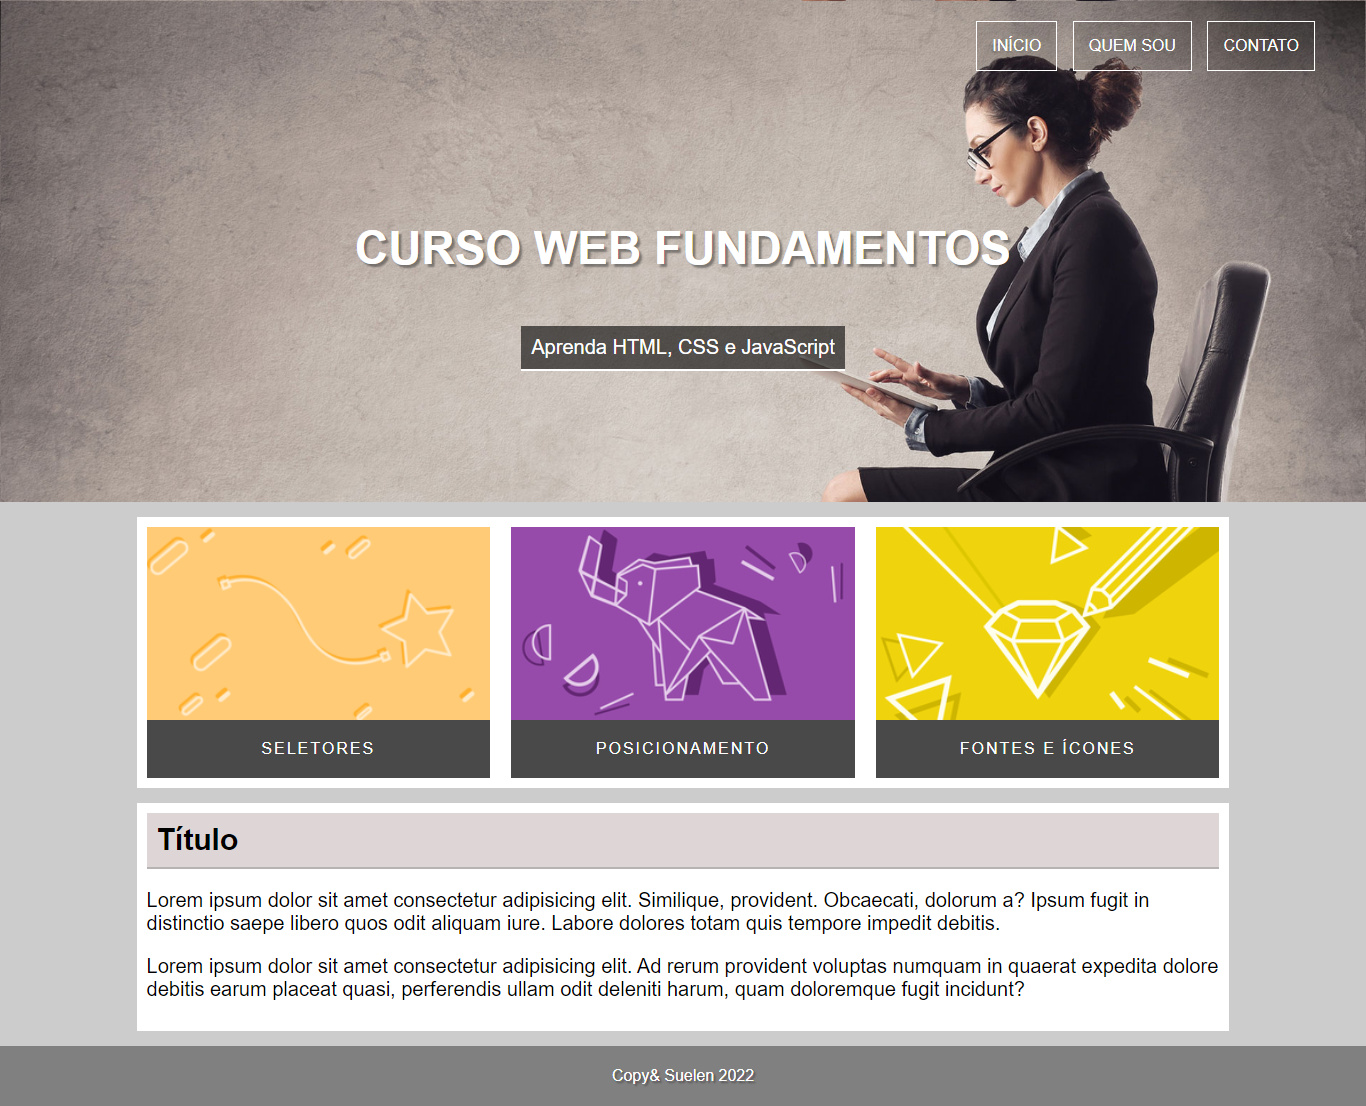 INÍCIO QUEM SOU CONTATO
CURSO WEB FUNDAMENTOS
Aprenda HTML, CSS e JavaScript
SELETORES POSICIONAMENTO FONTES E ÍCONES
Título
Lorem ipsum dolor sit amet consectetur adipisicing elit. Similique, provident. Obcaecati, dolorum a? Ipsum fugit in
distinctio saepe libero quos odit aliquam iure. Labore dolores totam quis tempore impedit debitis.
Lorem ipsum dolor sit amet consectetur adipisicing elit. Ad rerum provident voluptas numquam in quaerat expedita dolore
debitis earum placeat quasi, perferendis ullam odit deleniti harum, quam doloremque fugit incidunt?
Copy& Suelen 2022